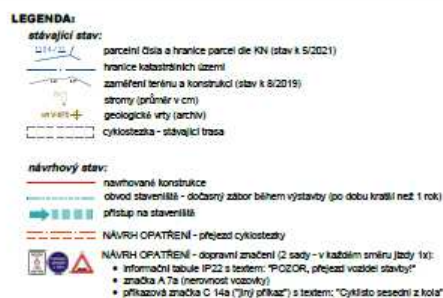 LEGENDA:
stávající stav:
parcelní čísla a hranice parcel dle KN (stav k 5/2021)
hranice katastrálních území
zaměření terénu a konstrukcí (stav k 8/2019)
stromy (průměr v cm)
geologické vrty (archiv)
cyklostezka - stávající trasa
návrhový stav:
navrhované konstrukce
obvod staveniště - dočasný zábor během výstavby (po dobu kratší než 1 rok)
přístup na staveniště
NÁVRH OPATŘENÍ - přejezd cyklostezky
NÁVRH OPATŘENÍ - dopravní značení (2 sady - v každém směru jízdy 1x):
• informační tabule IP22 s textem: "POZOR, přejezd vozidel stavby!"
• značka A 7a (nerovnost vozovky)
• příkazová značka C 14a ("jiný příkaz") s textem: "Cyklisto sesedni z kola"